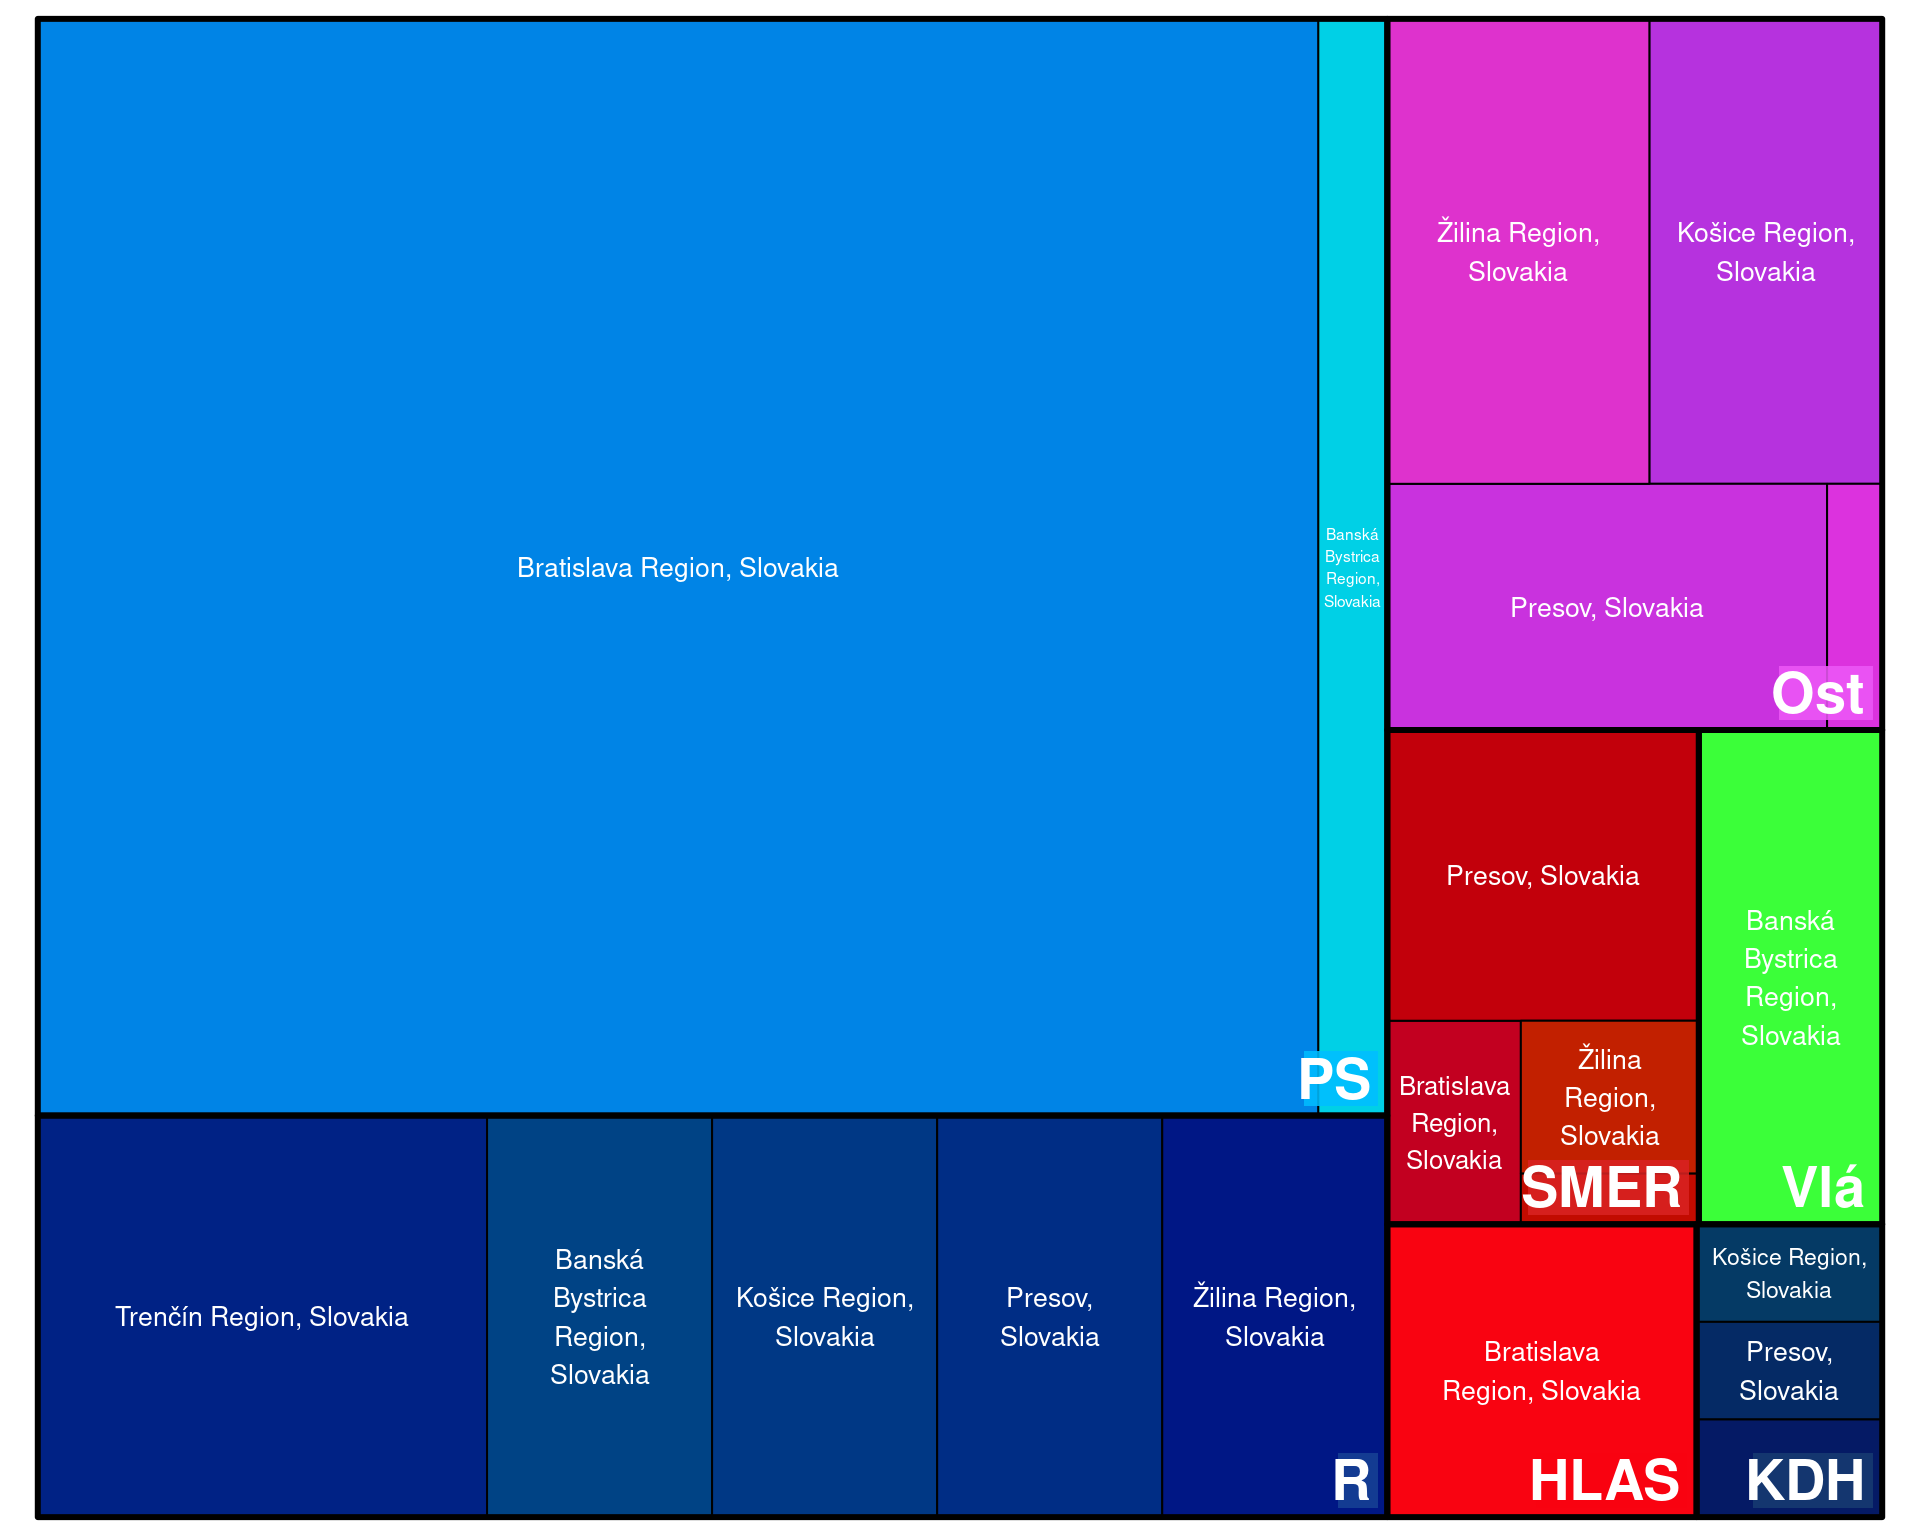 Bratislava Region, Slovakia
Banská
Bystrica
Region,
Slovakia
PS
Trenčín Region, Slovakia
Banská
Bystrica
Region,
Slovakia
Košice Region,
Slovakia
Presov,
Slovakia
Žilina Region,
Slovakia
R
Žilina Region,
Slovakia
Košice Region,
Slovakia
Presov, Slovakia
Ost
Presov, Slovakia
Bratislava
Region,
Slovakia
Žilina
Region,
Slovakia
SMER
Banská
Bystrica
Region,
Slovakia
Vlá
Bratislava
Region, Slovakia
HLAS
Košice Region,
Slovakia
Presov,
Slovakia
KDH